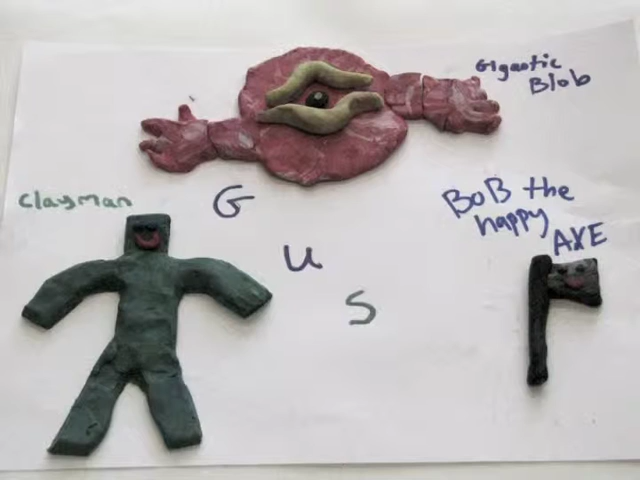 Gigantic
Blob
clayman
G
BOB the
happy
AXE
U
S